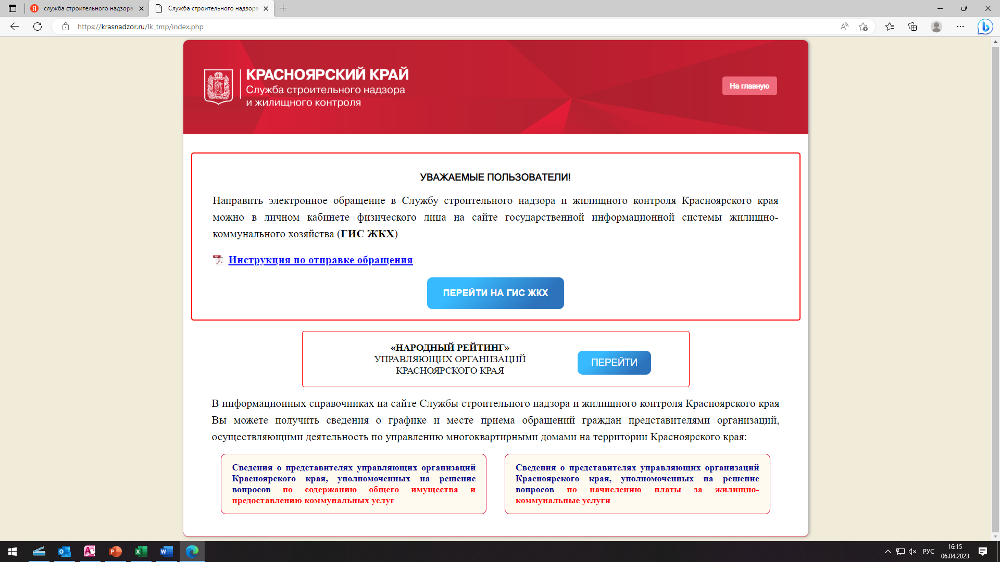 служба строительного надзора
Служба строительного надзора
https://krasnadzor.ru/lk_tmp/index.php
КРАСНОЯРСКИЙ КРАЙ
Служба строительного надзора
и жилищного контроля
На главную
УВАЖАЕМЫЕ ПОЛЬЗОВАТЕЛИ!
Направить электронное обращение в Службу строительного надзора и жилищного контроля Красноярского края
можно в личном кабинете физического лица на сайте государственной информационной системы жилищно-
коммунального хозяйства (ГИС ЖКХ)
Инструкция по отправке обращения
ПЕРЕЙТИ НА ГИС ЖКХ
«НАРОДНЫЙ РЕЙТИНГ»
УПРАВЛЯЮЩИХ ОРГАНИЗАЦИЙ
КРАСНОЯРСКОГО КРАЯ
ПЕРЕЙТИ
В информационных справочниках на сайте Службы строительного надзора и жилищного контроля Красноярского края
Вы можете получить сведения о графике и месте приема обращений граждан представителями организаций,
осуществляющими деятельность по управлению многоквартирными домами на территории Красноярского края:
Сведения о представителях управляющих организаций
Красноярского края, уполномоченных на решение
вопросов по содержанию общего имущества и
предоставлению коммунальных услуг
Сведения о представителях управляющих организаций
Красноярского края, уполномоченных на решение
вопросов по начислению платы за жилищно-
коммунальные услуги
РУС
16:15
06.04.2023